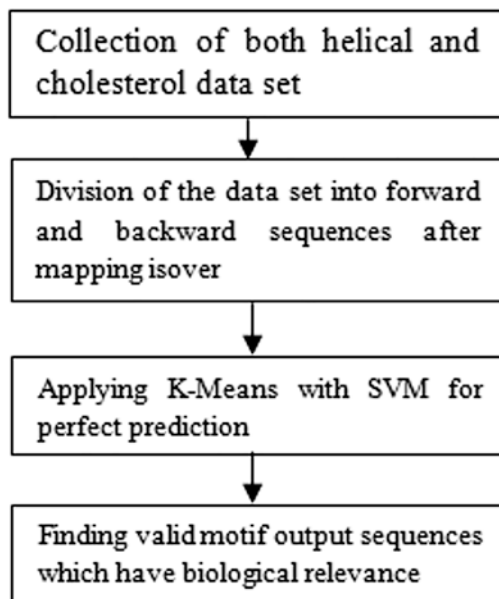 Collection of both helical and
cholesterol data set
Division of the data set into forward
and backward sequences after
mapping isover
Applying K-Means with SVM for
perfect prediction
Finding valid motif output sequences
which have biological relevance